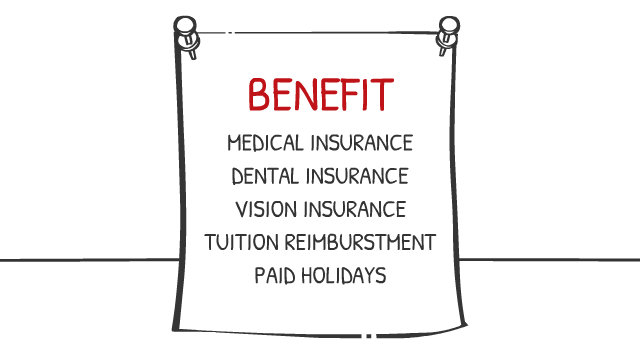 BENEFIT
MEDICAL INSURANCE
DENTAL INSURANCE
VISION INSURANCE
TUITION REIMBURSTMENT
PAID HOLIDAYS